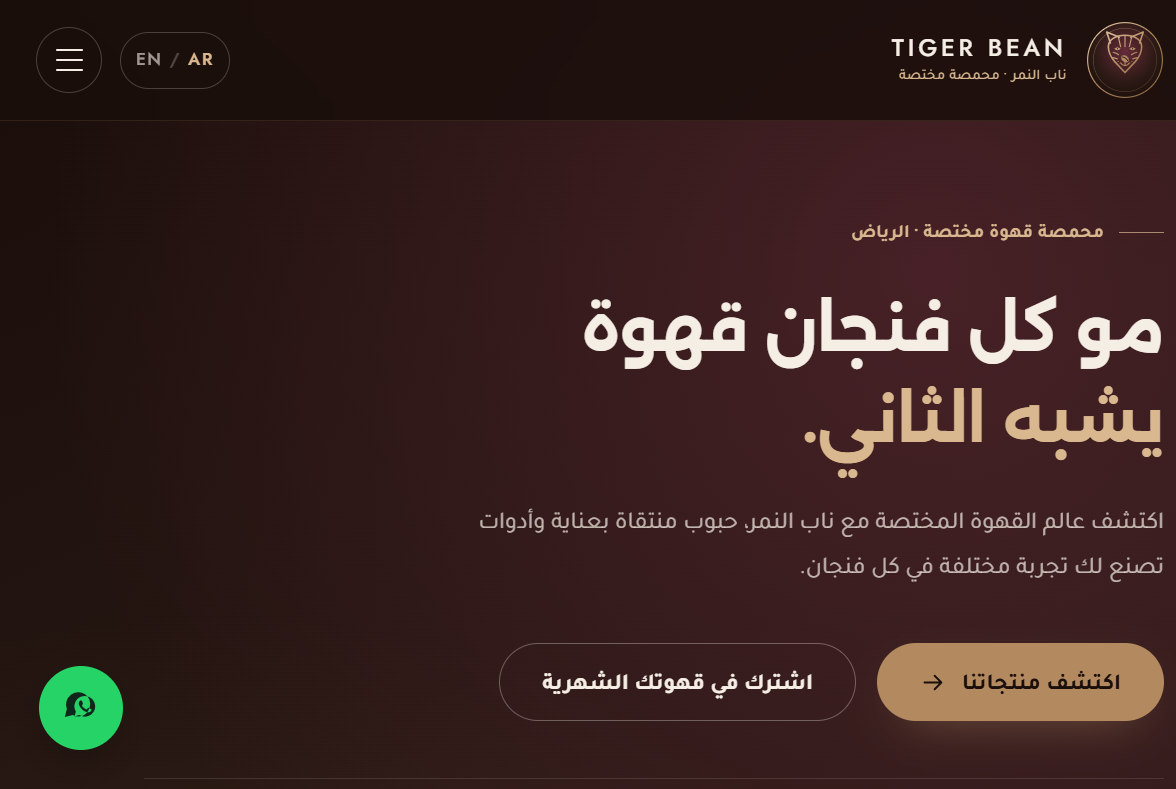 TIGER BEAN
ناب النمر · محمصة مختصة
EN / AR
محمصة قهوة مختصة · الرياض
مو كل فنجان قهوة
يشبه الثاني.
اكتشف عالم القهوة المختصة مع ناب النمر، حبوب منتقاة بعناية وأدوات
تصنع لك تجربة مختلفة في كل فنجان.
اكتشف منتجاتنا
اشترك في قهوتك الشهرية